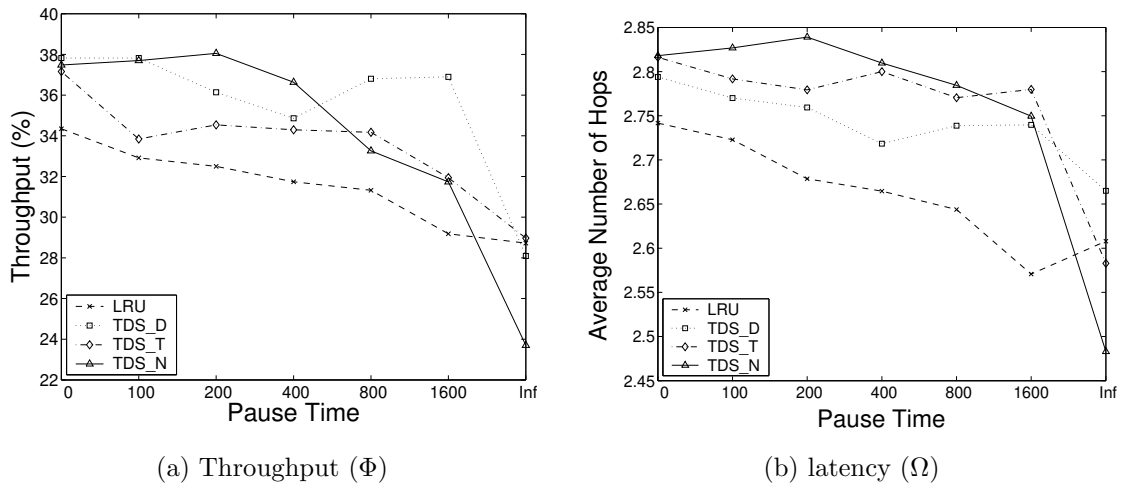 40
38
36
34
32
30
28
26
24
22
Throughput (%)
LRU
TDS_D
TDS_T
TDS_N
0 100 200 400 800 1600 Inf
Pause Time
(a) Throughput (Φ)
2.85
2.8
2.75
2.7
2.65
2.6
2.55
2.5
2.45
Average Number of Hops
LRU
TDS_D
TDS_T
TDS_N
0 100 200 400 800 1600 Inf
Pause Time
(b) latency (Ω)